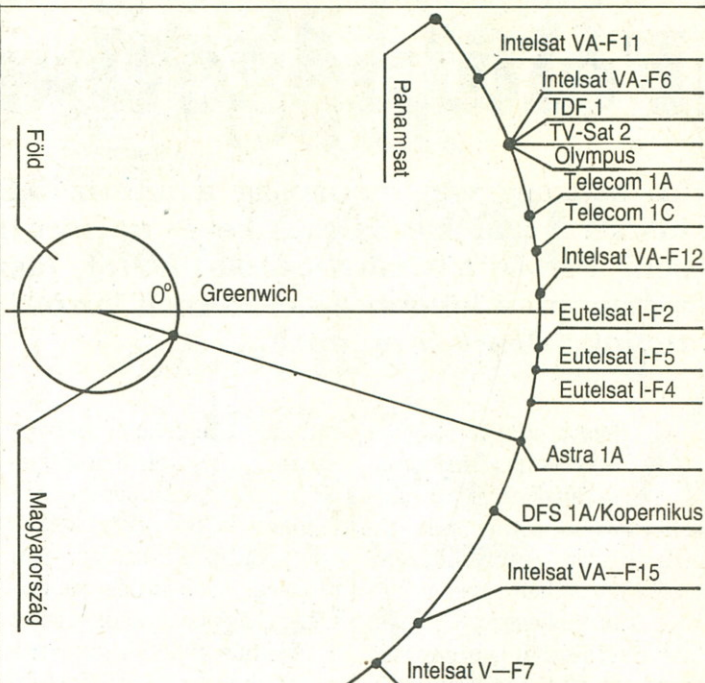 Intelsat VA-F11
Intelsat VA-F6
TDF 1
TV-Sat 2
Olympus
Panamsat
Föld
Telecom 1A
Telecom 1C
Intelsat VA-F12
0° Greenwich
Eutelsat I-F2
Eutelsat I-F5
Eutelsat I-F4
Astra 1A
DFS 1A/Kopernikus
Magyarország
Intelsat VA—F15
Intelsat V—F7